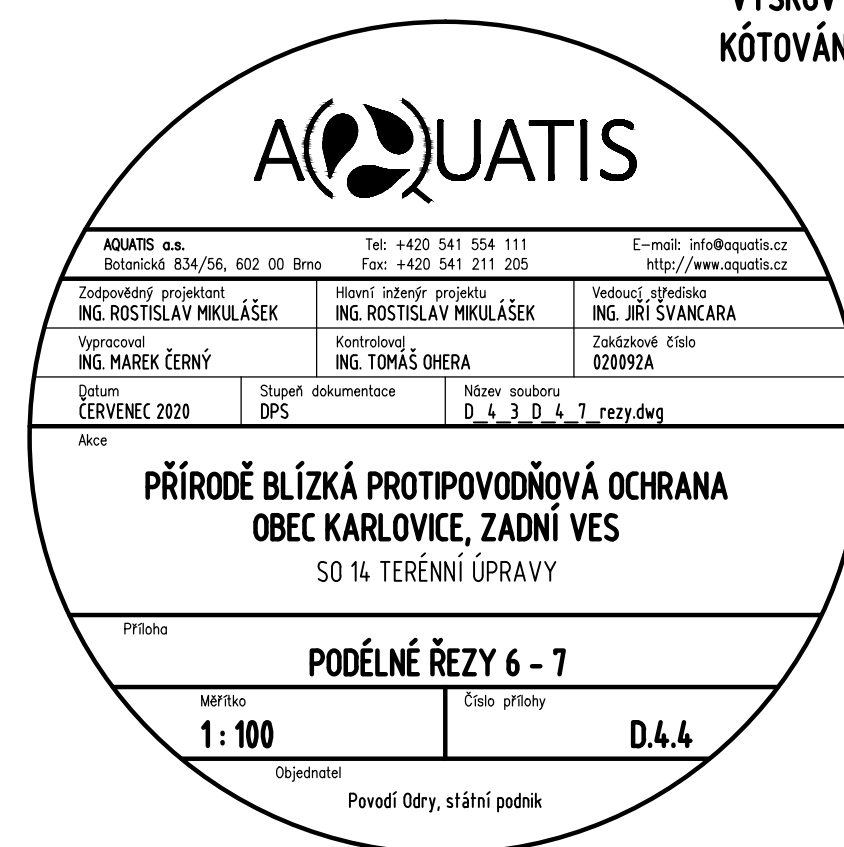 KÓTOVÁN
AQUATIS
AQUATIS a.s. Tel: +420 541 554 111 E-mail: info@aquatis.cz
Botanická 834/56, 602 00 Brno Fax: +420 541 211 205 http://www.aquatis.cz
Zodpovědný projektant Hlavní inženýr projektu Vedoucí střediska
ING. ROSTISLAV MIKULÁŠEK ING. ROSTISLAV MIKULÁŠEK ING. JIŘÍ ŠVANCARA
Vypracoval Kontroloval Zakázkové číslo
ING. MAREK ČERNÝ ING. TOMÁŠ OHERA 020092A
Datum Stupeň dokumentace Název souboru
ČERVENEC 2020 DPS D_4_3_D_4_7_rezy.dwg
Akce
PŘÍRODĚ BLÍZKÁ PROTIPOVODŇOVÁ OCHRANA
OBEC KARLOVICE, ZADNÍ VES
SO 14 TERÉNNÍ ÚPRAVY
Příloha
PODÉLNÉ ŘEZY 6 - 7
Měřítko Číslo přílohy
1 : 100 D.4.4
Objednatel
Povodí Odry, státní podnik